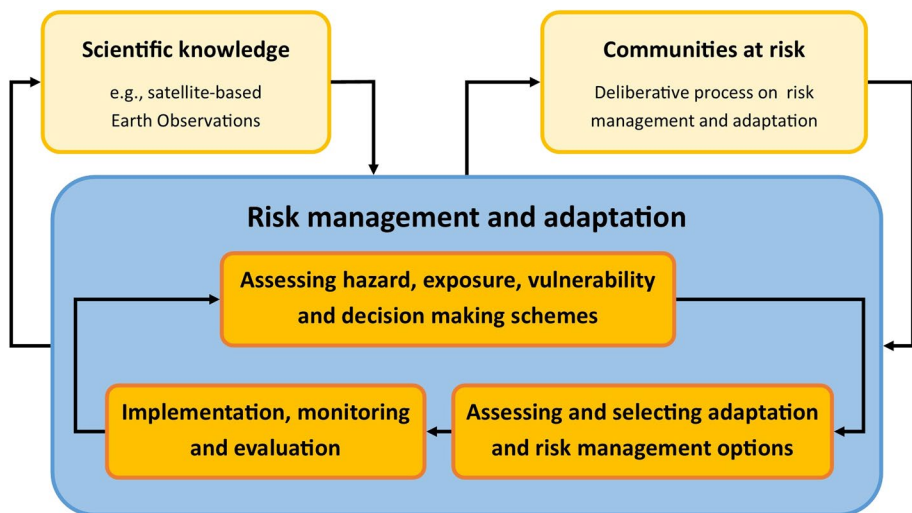 Scientific knowledge
e.g., satellite-based
Earth Observations
Communities at risk
Deliberative process on risk
management and adaptation
Risk management and adaptation
Assessing hazard, exposure, vulnerability
and decision making schemes
Implementation, monitoring
and evaluation
Assessing and selecting adaptation
and risk management options